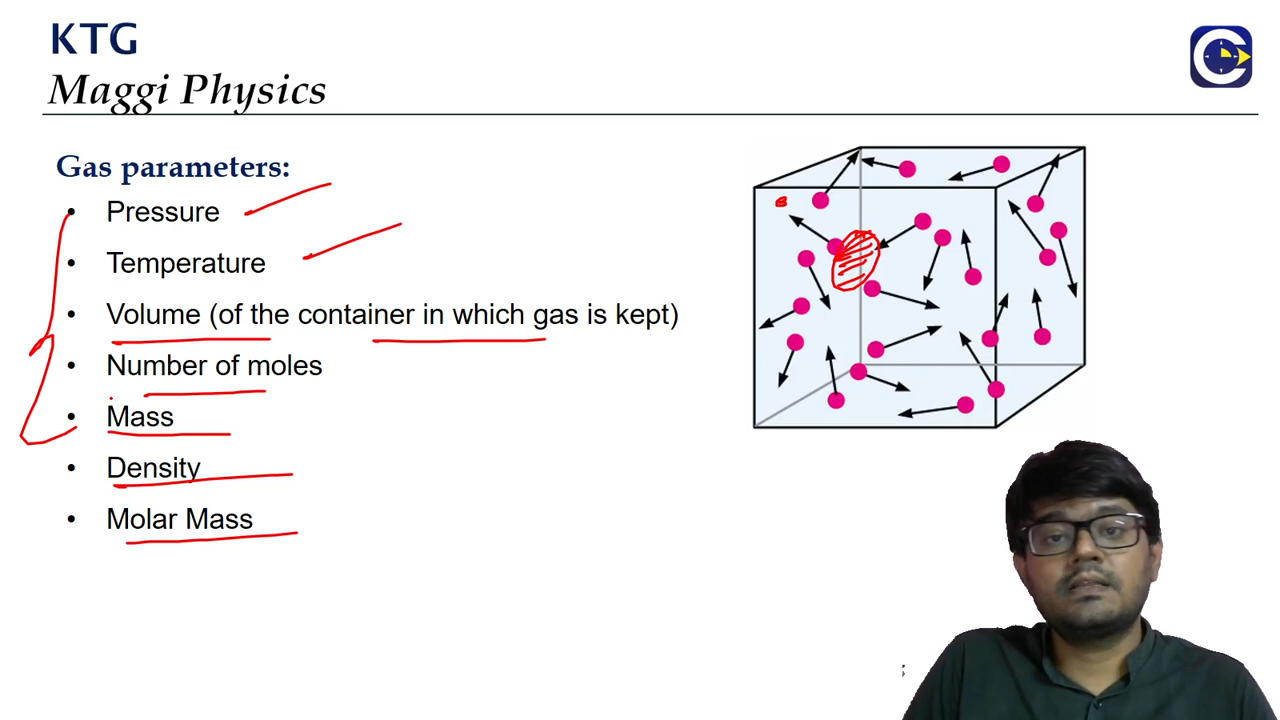 KTG
Maggi Physics
Gas parameters:
• Pressure
• Temperature
• Volume (of the container in which gas is kept)
• Number of moles
• Mass
• Density
• Molar Mass